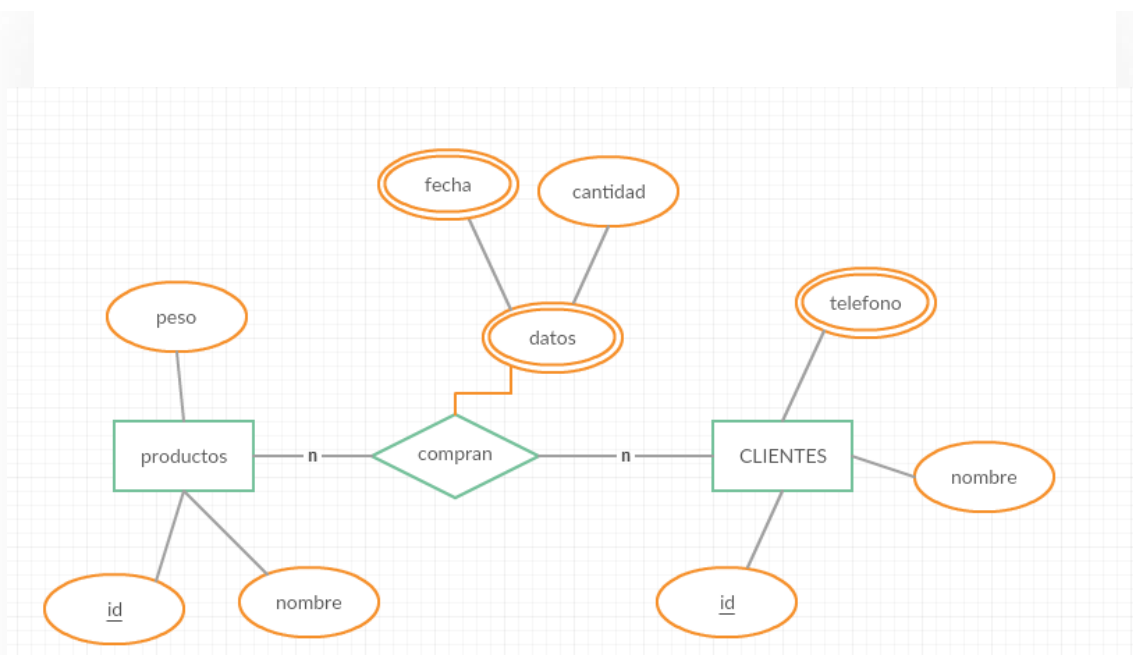 fecha
cantidad
telefono
peso
datos
productos
n
compran
n
CLIENTES
nombre
id
nombre
id